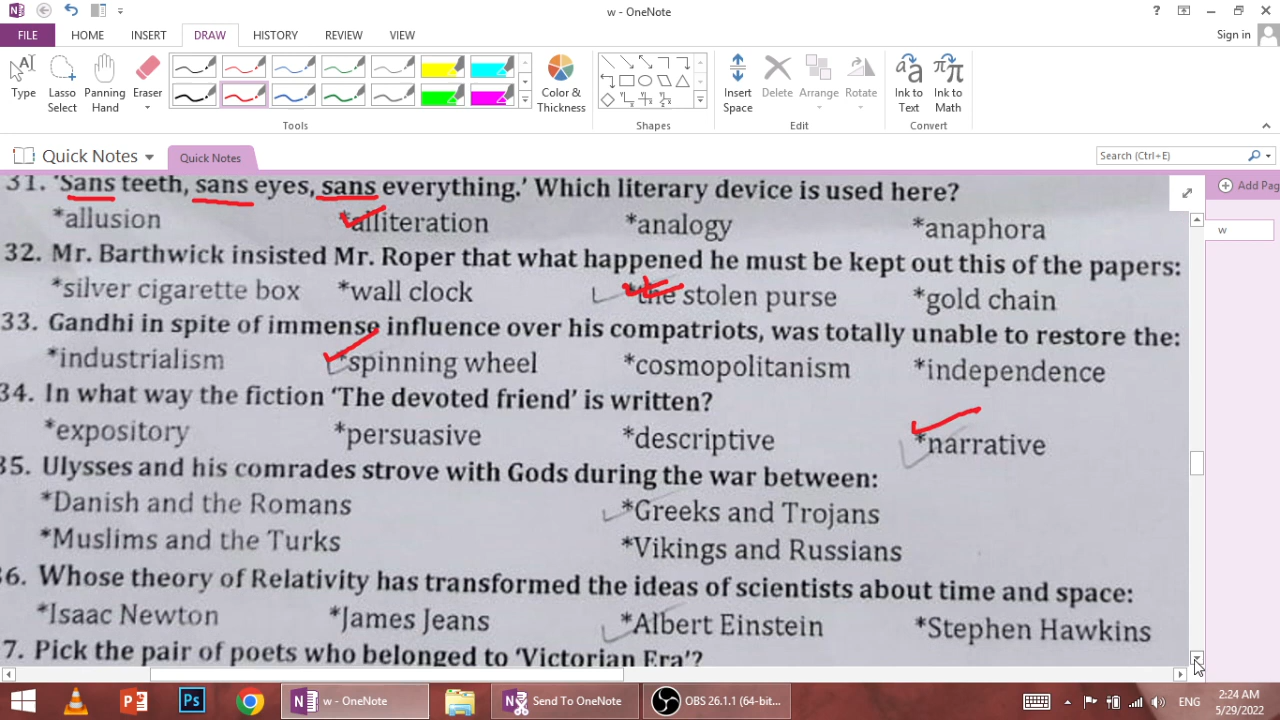 w - OneNote
FILE HOME INSERT DRAW HISTORY REVIEW VIEW Sign in
Type Lasso Select Panning Hand Eraser Color & Thickness Insert Space Delete Arrange Rotate Ink to Text Ink to Math
Tools Shapes Edit Convert
Quick Notes Quick Notes Search (Ctrl+E)
Add Pag
w
31. 'Sans teeth, sans eyes, sans everything.' Which literary device is used here?
*allusion *alliteration *analogy *anaphora
32. Mr. Barthwick insisted Mr. Roper that what happened he must be kept out this of the papers:
*silver cigarette box *wall clock *the stolen purse *gold chain
33. Gandhi in spite of immense influence over his compatriots, was totally unable to restore the:
*industrialism *spinning wheel *cosmopolitanism *independence
34. In what way the fiction 'The devoted friend' is written?
*expository *persuasive *descriptive *narrative
35. Ulysses and his comrades strove with Gods during the war between:
*Danish and the Romans *Greeks and Trojans
*Muslims and the Turks *Vikings and Russians
36. Whose theory of Relativity has transformed the ideas of scientists about time and space:
*Isaac Newton *James Jeans *Albert Einstein *Stephen Hawkins
7. Pick the pair of poets who belonged to 'Victorian Era'?
w - OneNote Send To OneNote OBS 26.1.1 (64-bit... ENG 2:24 AM
5/29/2022